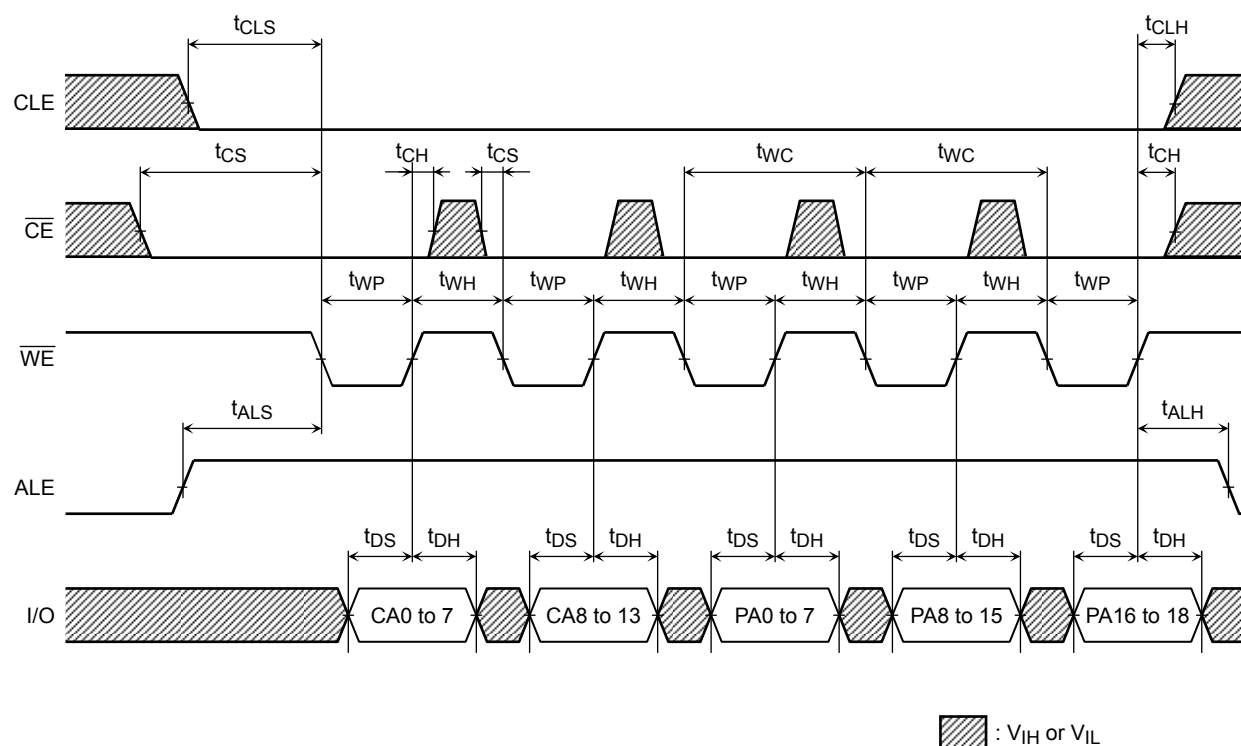 tCLS tCLH
CLE
tCS tCH tCS tWC tWC tCH
CE
tWP tWH tWP tWH tWP tWH tWP tWH tWP
WE
tALS tALH
ALE
tDS tDH tDS tDH tDS tDH tDS tDH tDS tDH
I/O CA0 to 7 CA8 to 13 PA0 to 7 PA8 to 15 PA16 to 18
: VIH or VIL